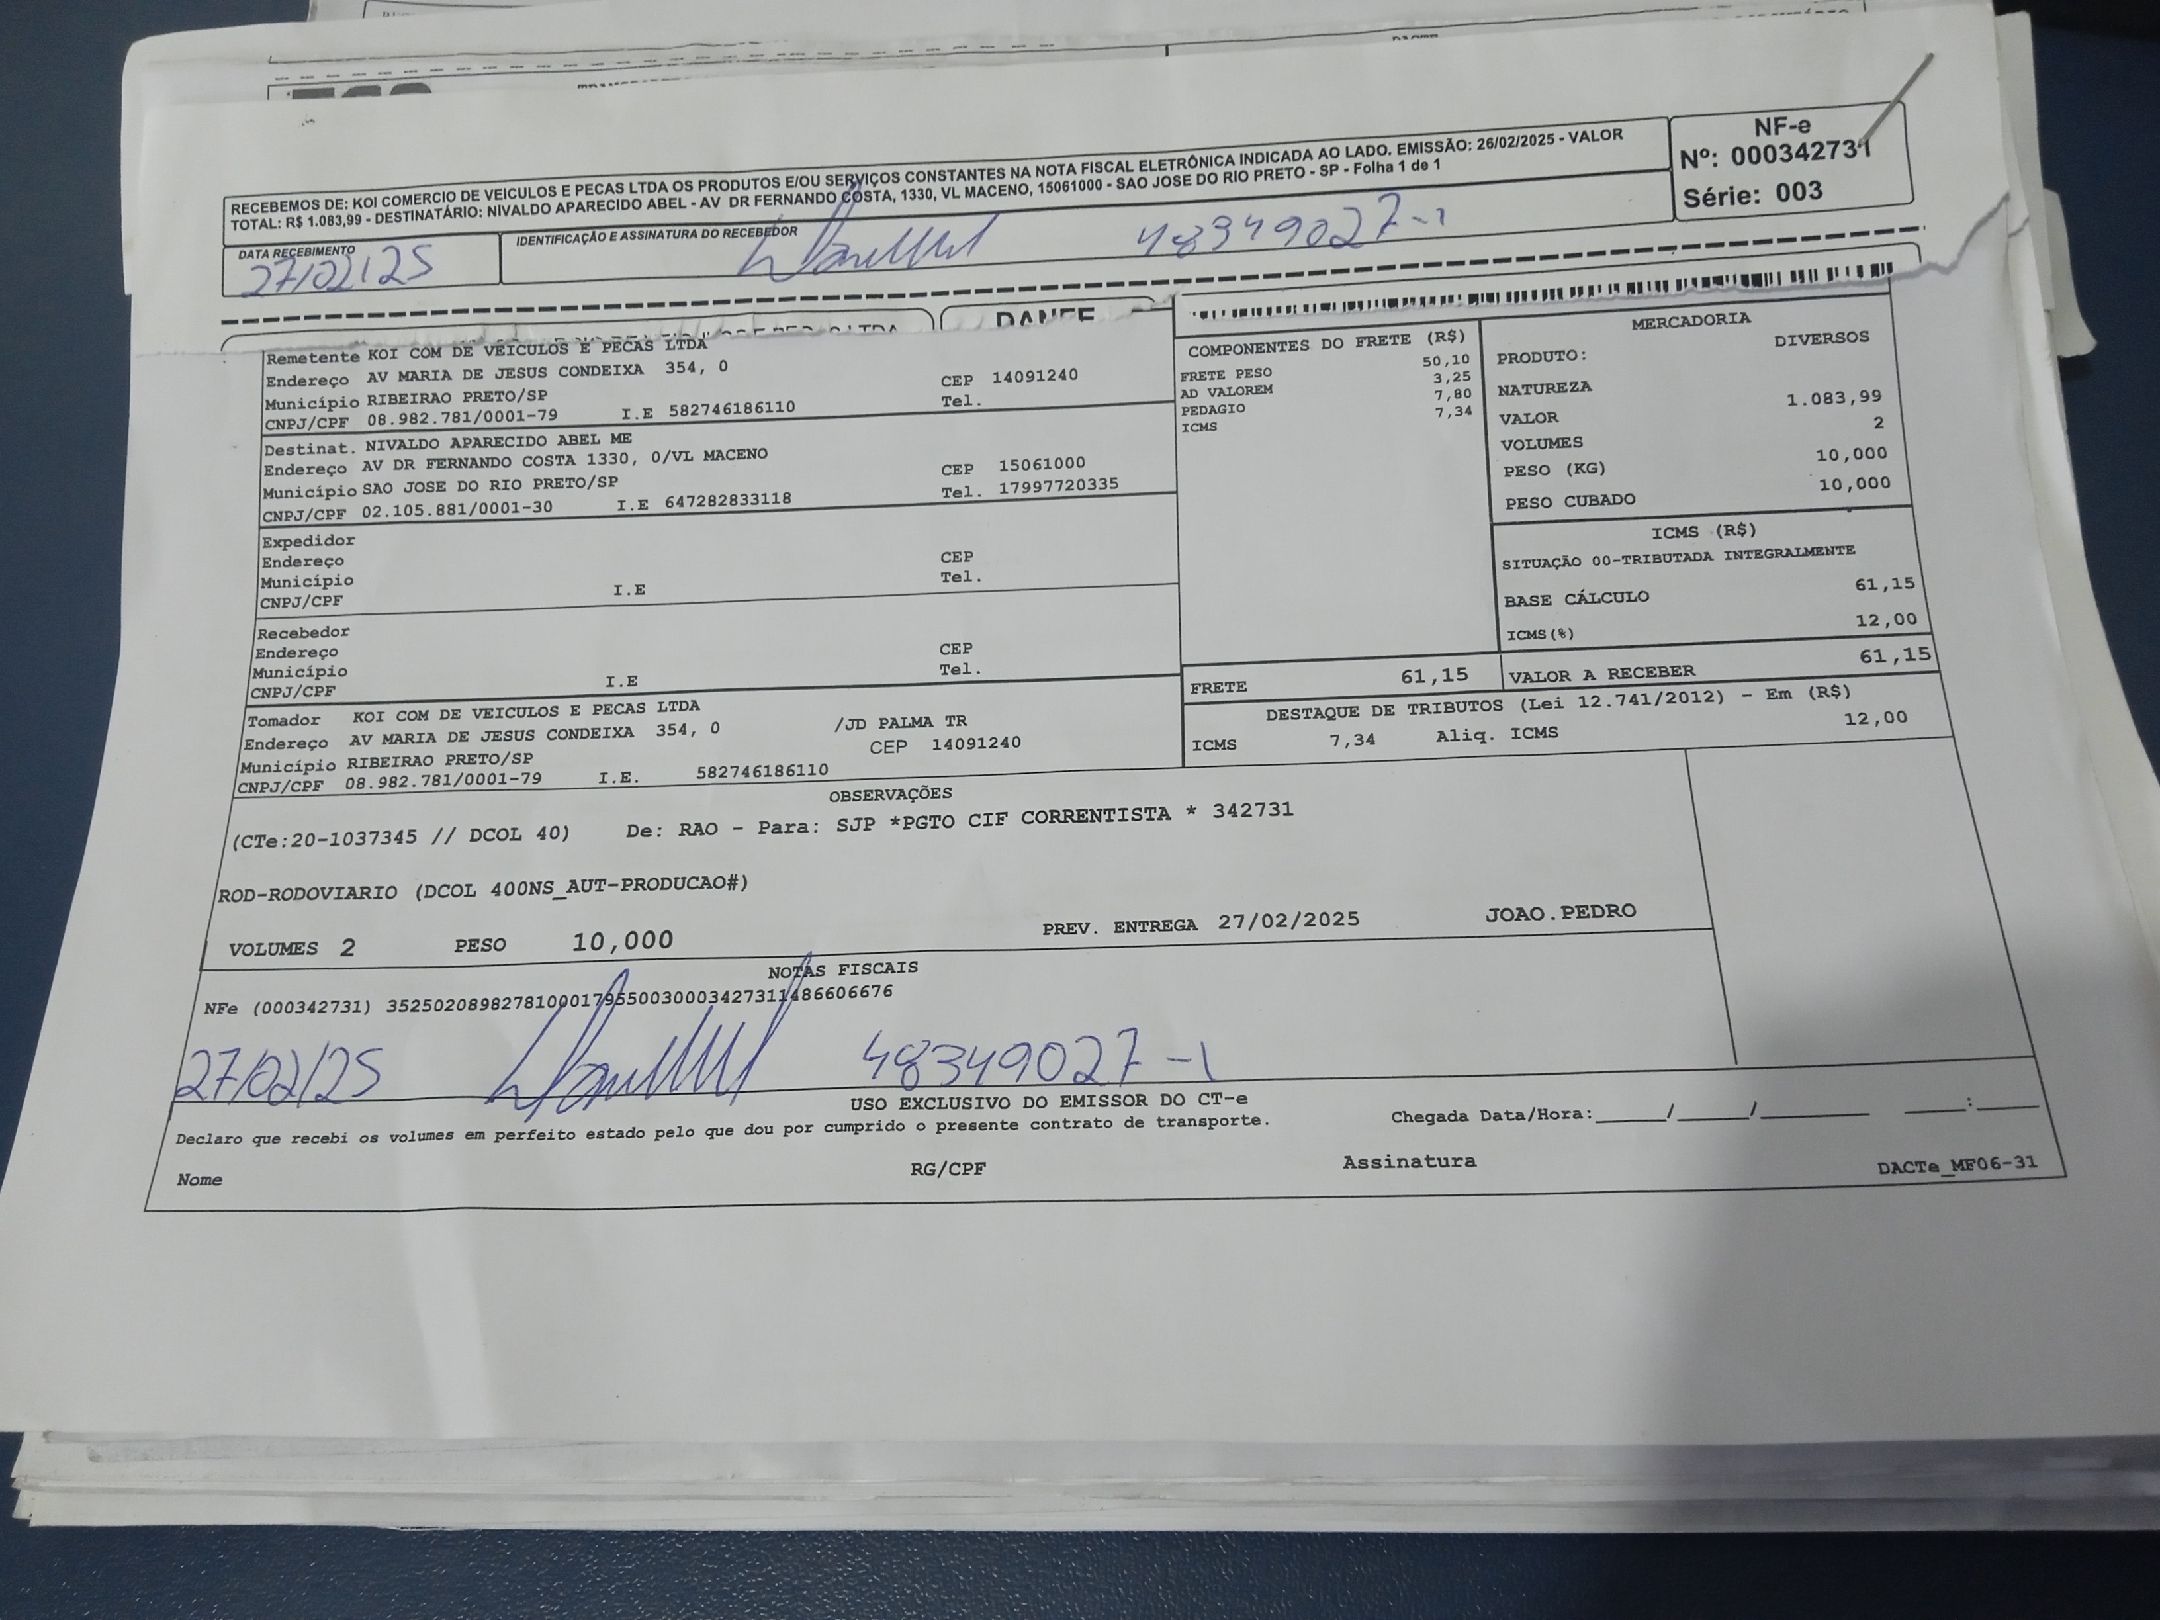 RECEBEMOS DE: KOI COMERCIO DE VEICULOS E PECAS LTDA OS PRODUTOS E/OU SERVIÇOS CONSTANTES NA NOTA FISCAL ELETRÔNICA INDICADA AO LADO. EMISSÃO: 26/02/2025 - VALOR
TOTAL: R$ 1.083,99 - DESTINATÁRIO: NIVALDO APARECIDO ABEL - AV DR FERNANDO COSTA, 1330, VL MACENO, 15061000 - SAO JOSE DO RIO PRETO - SP - Folha 1 de 1
NF-e
Nº: 000342731
Série: 003
DATA RECEBIMENTO
27/02/25
IDENTIFICAÇÃO E ASSINATURA DO RECEBEDOR
48349027-1
DANFE
Remetente KOI COM DE VEICULOS E PECAS LTDA
Endereço AV MARIA DE JESUS CONDEIXA 354, 0
CEP 14091240
Município RIBEIRAO PRETO/SP
Tel.
CNPJ/CPF 08.982.781/0001-79 I.E 582746186110
Destinat. NIVALDO APARECIDO ABEL ME
Endereço AV DR FERNANDO COSTA 1330, 0/VL MACENO
CEP 15061000
Município SAO JOSE DO RIO PRETO/SP
Tel. 17997720335
CNPJ/CPF 02.105.881/0001-30 I.E 647282833118
Expedidor
Endereço CEP
Município Tel.
CNPJ/CPF I.E
Recebedor
Endereço CEP
Município Tel.
CNPJ/CPF I.E
Tomador KOI COM DE VEICULOS E PECAS LTDA
Endereço AV MARIA DE JESUS CONDEIXA 354, 0 /JD PALMA TR
Município RIBEIRAO PRETO/SP CEP 14091240
CNPJ/CPF 08.982.781/0001-79 I.E. 582746186110
COMPONENTES DO FRETE (R$)
FRETE PESO 50,10
AD VALOREM 3,25
PEDAGIO 7,80
ICMS 7,34
MERCADORIA
PRODUTO: DIVERSOS
NATUREZA
VALOR 1.083,99
VOLUMES 2
PESO (KG) 10,000
PESO CUBADO 10,000
ICMS (R$)
SITUAÇÃO 00-TRIBUTADA INTEGRALMENTE
BASE CÁLCULO 61,15
ICMS(%) 12,00
FRETE 61,15
VALOR A RECEBER 61,15
DESTAQUE DE TRIBUTOS (Lei 12.741/2012) - Em (R$)
ICMS 7,34 Aliq. ICMS 12,00
OBSERVAÇÕES
(CTe:20-1037345 // DCOL 40) De: RAO - Para: SJP *PGTO CIF CORRENTISTA * 342731
ROD-RODOVIARIO (DCOL 400NS_AUT-PRODUCAO#)
VOLUMES 2 PESO 10,000 PREV. ENTREGA 27/02/2025 JOAO.PEDRO
NOTAS FISCAIS
NFe (000342731) 35250208982781000179550030003427311486606676
27/02/25 48349027-1
USO EXCLUSIVO DO EMISSOR DO CT-e
Declaro que recebi os volumes em perfeito estado pelo que dou por cumprido o presente contrato de transporte.
Chegada Data/Hora:______/______/_________ _____:_____
Nome RG/CPF Assinatura DACTe_MF06-31